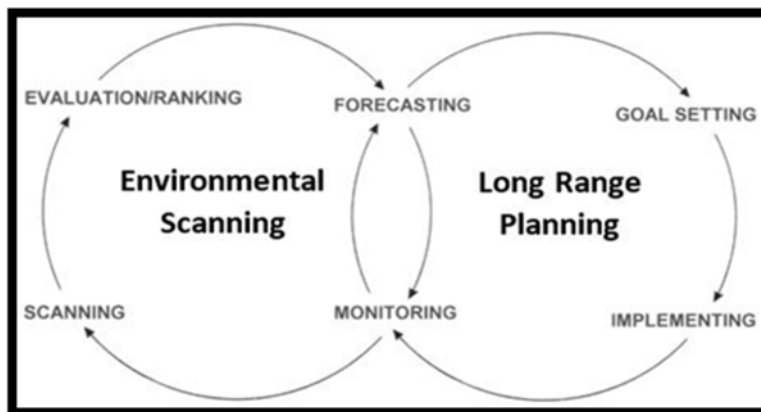 EVALUATION/RANKING
FORECASTING
GOAL SETTING
Environmental
Scanning
Long Range
Planning
SCANNING
MONITORING
IMPLEMENTING